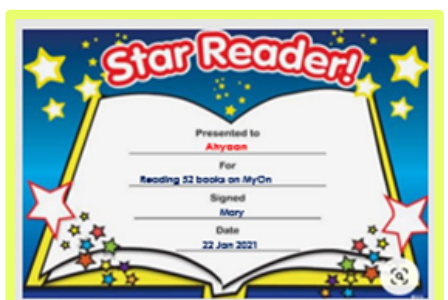 Star Reader!
Presented to
Ahyaan
For
Reading 52 books on MyOn
Signed
Mary
Date
22 Jan 2021